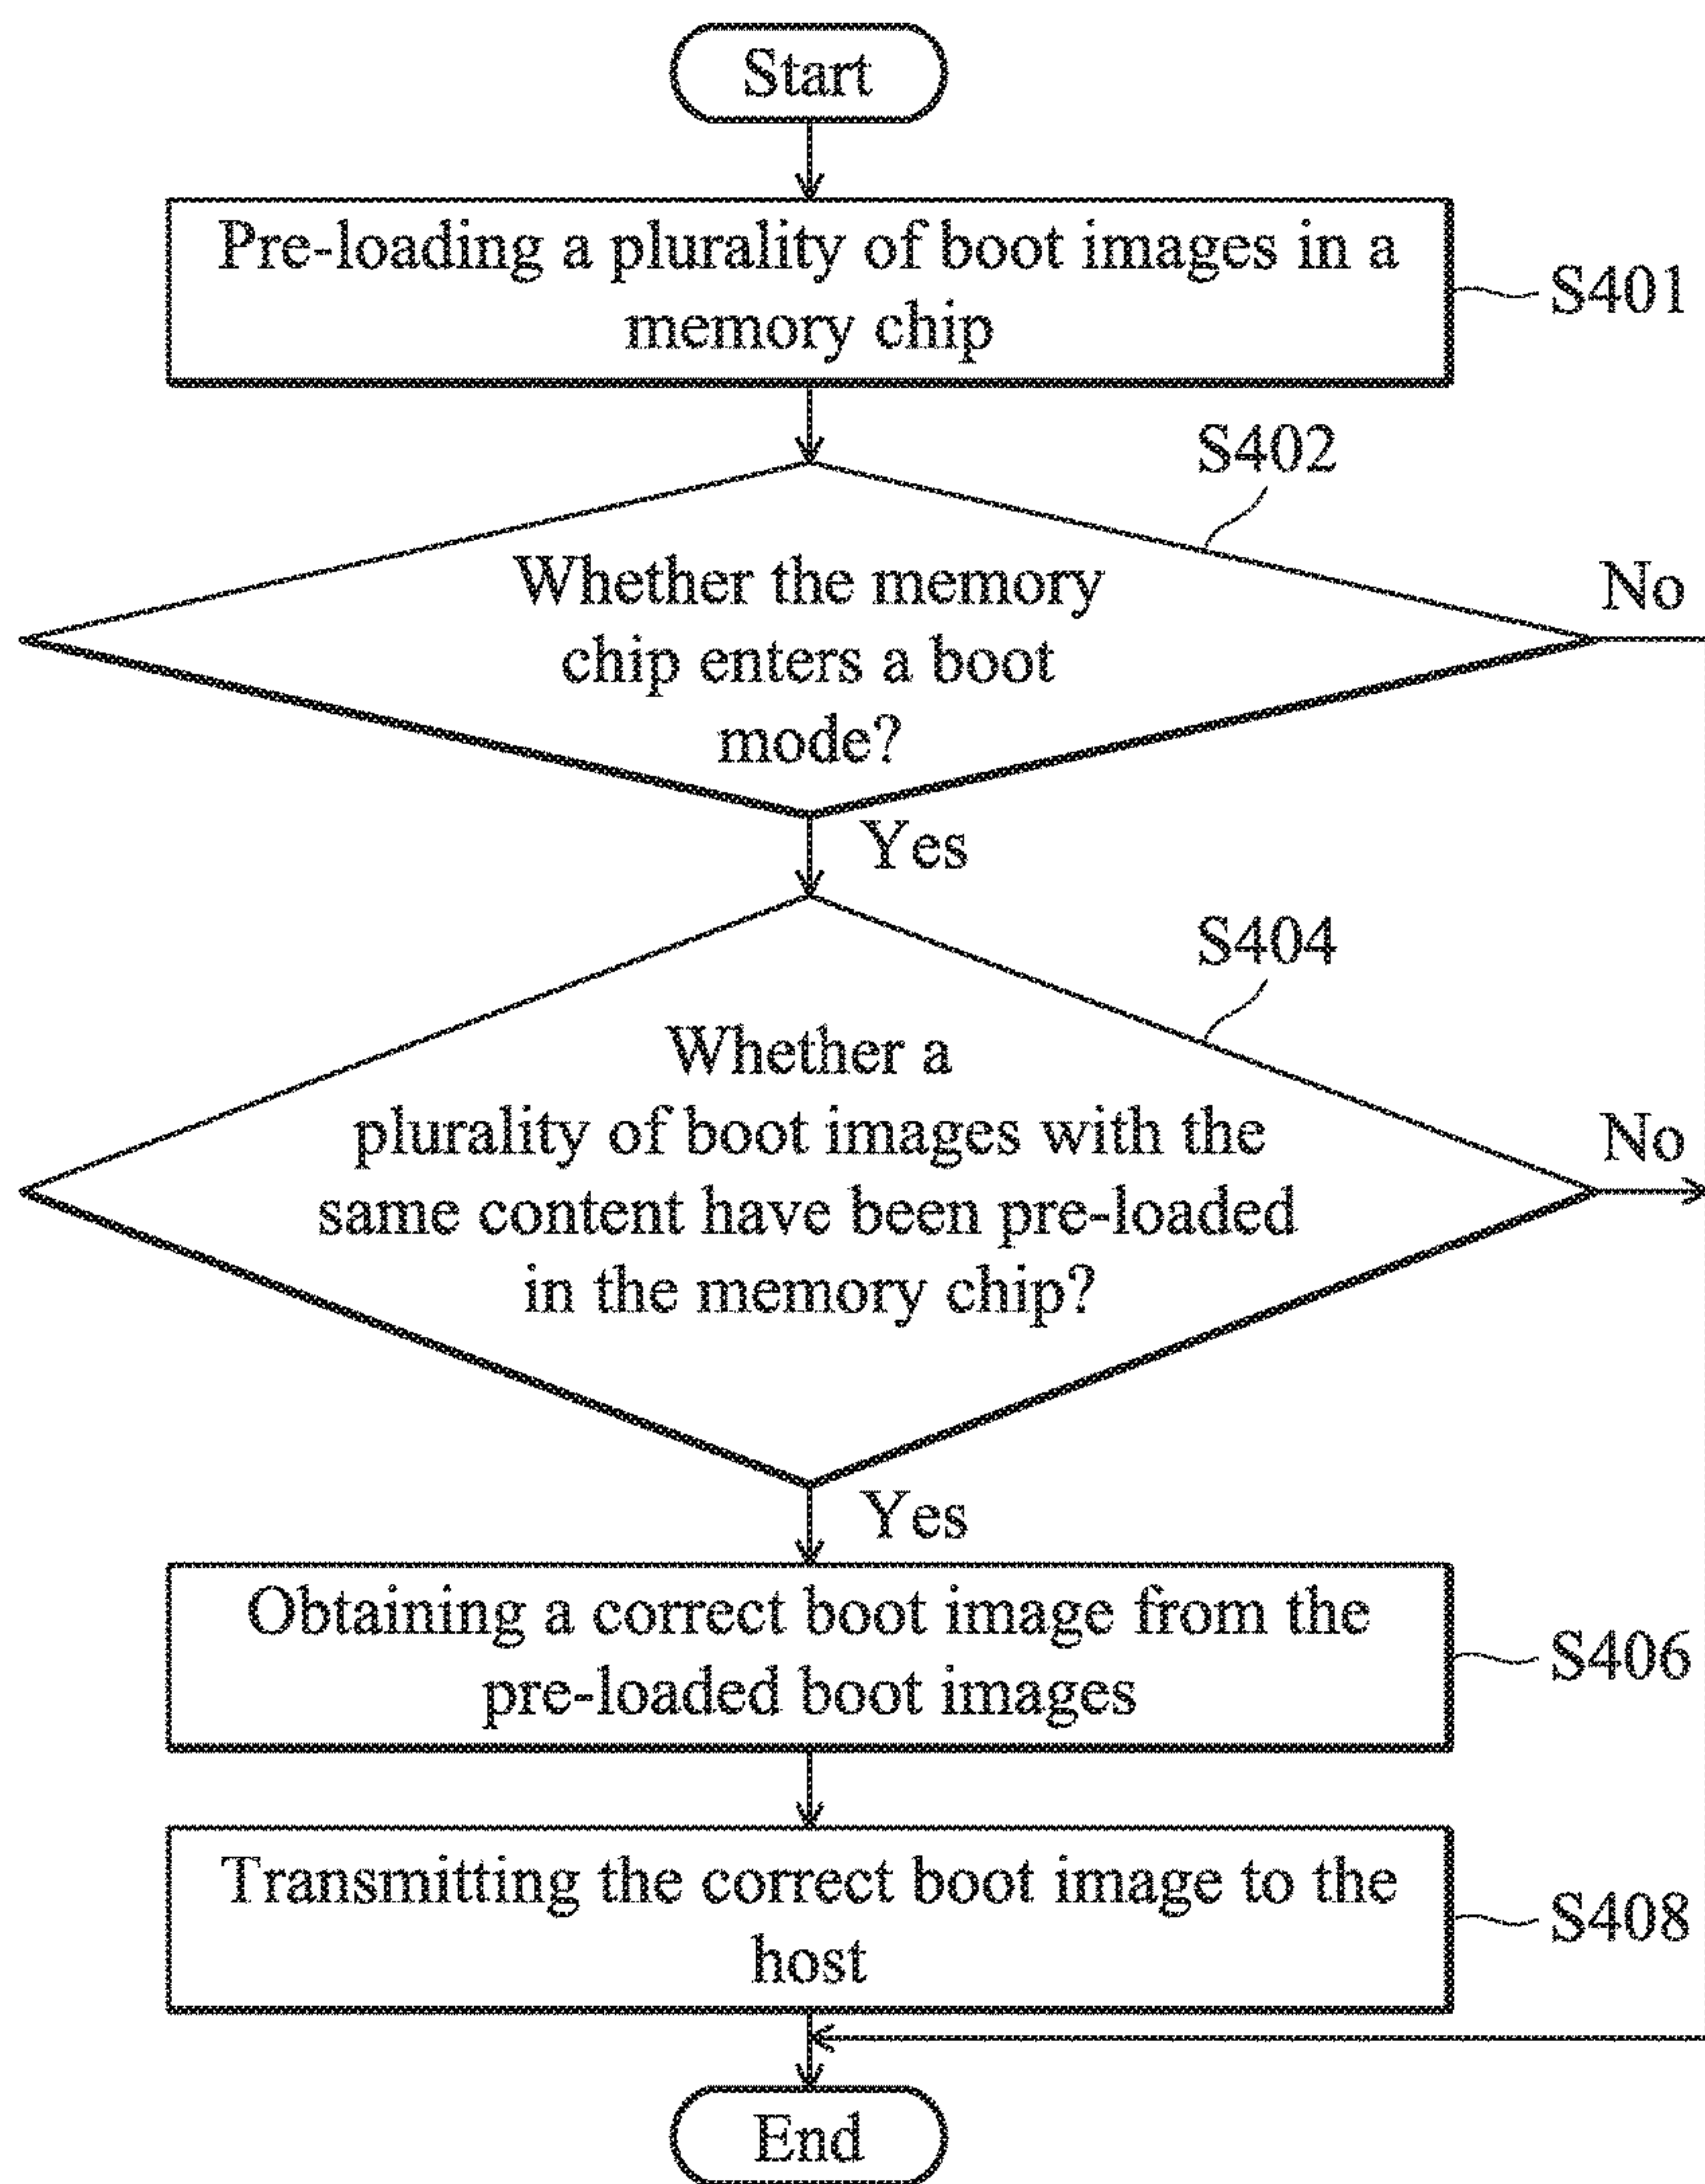 Start
Pre-loading a plurality of boot images in a
memory chip
S401
S402
Whether the memory
chip enters a boot
mode?
No
Yes
S404
Whether a
plurality of boot images with the
same content have been pre-loaded
in the memory chip?
No
Yes
Obtaining a correct boot image from the
pre-loaded boot images
S406
Transmitting the correct boot image to the
host
S408
End